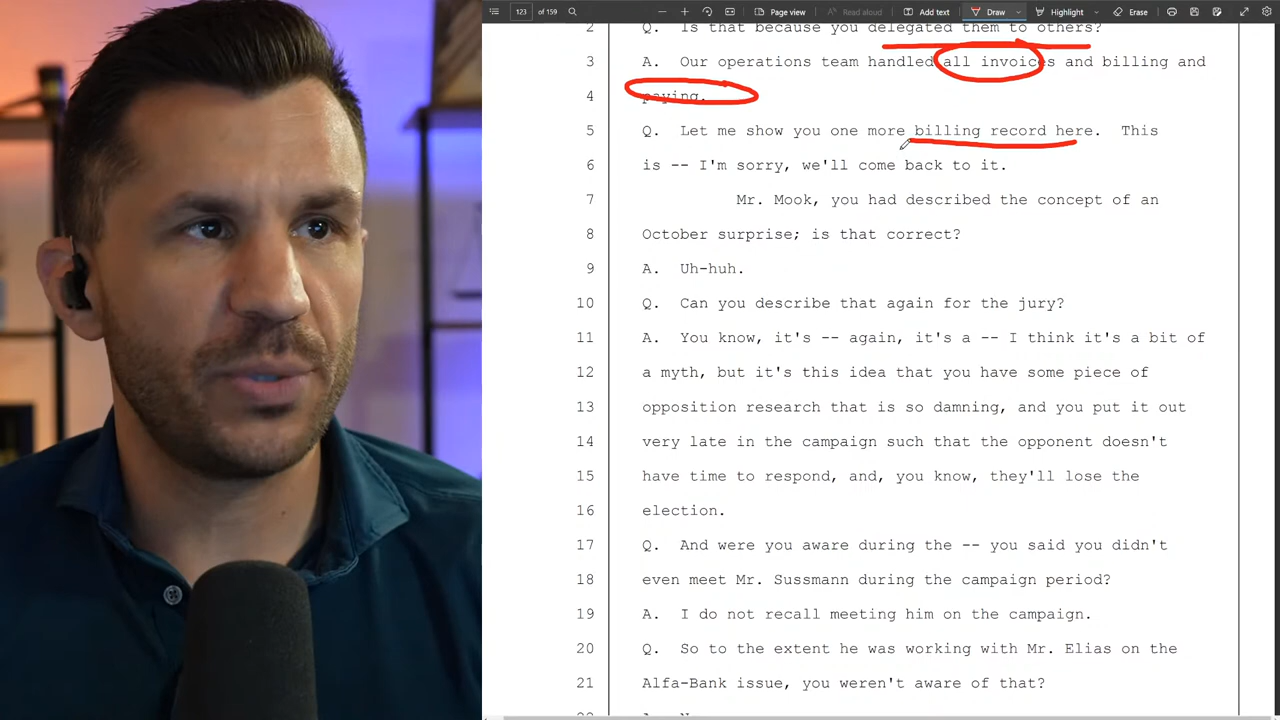 123 of 159 Page view Read aloud Add text Draw Highlight Erase
2 Q. Is that because you delegated them to others?
3 A. Our operations team handled all invoices and billing and
4 paying.
5 Q. Let me show you one more billing record here. This
6 is -- I'm sorry, we'll come back to it.
7 Mr. Mook, you had described the concept of an
8 October surprise; is that correct?
9 A. Uh-huh.
10 Q. Can you describe that again for the jury?
11 A. You know, it's -- again, it's a -- I think it's a bit of
12 a myth, but it's this idea that you have some piece of
13 opposition research that is so damning, and you put it out
14 very late in the campaign such that the opponent doesn't
15 have time to respond, and, you know, they'll lose the
16 election.
17 Q. And were you aware during the -- you said you didn't
18 even meet Mr. Sussmann during the campaign period?
19 A. I do not recall meeting him on the campaign.
20 Q. So to the extent he was working with Mr. Elias on the
21 Alfa-Bank issue, you weren't aware of that?